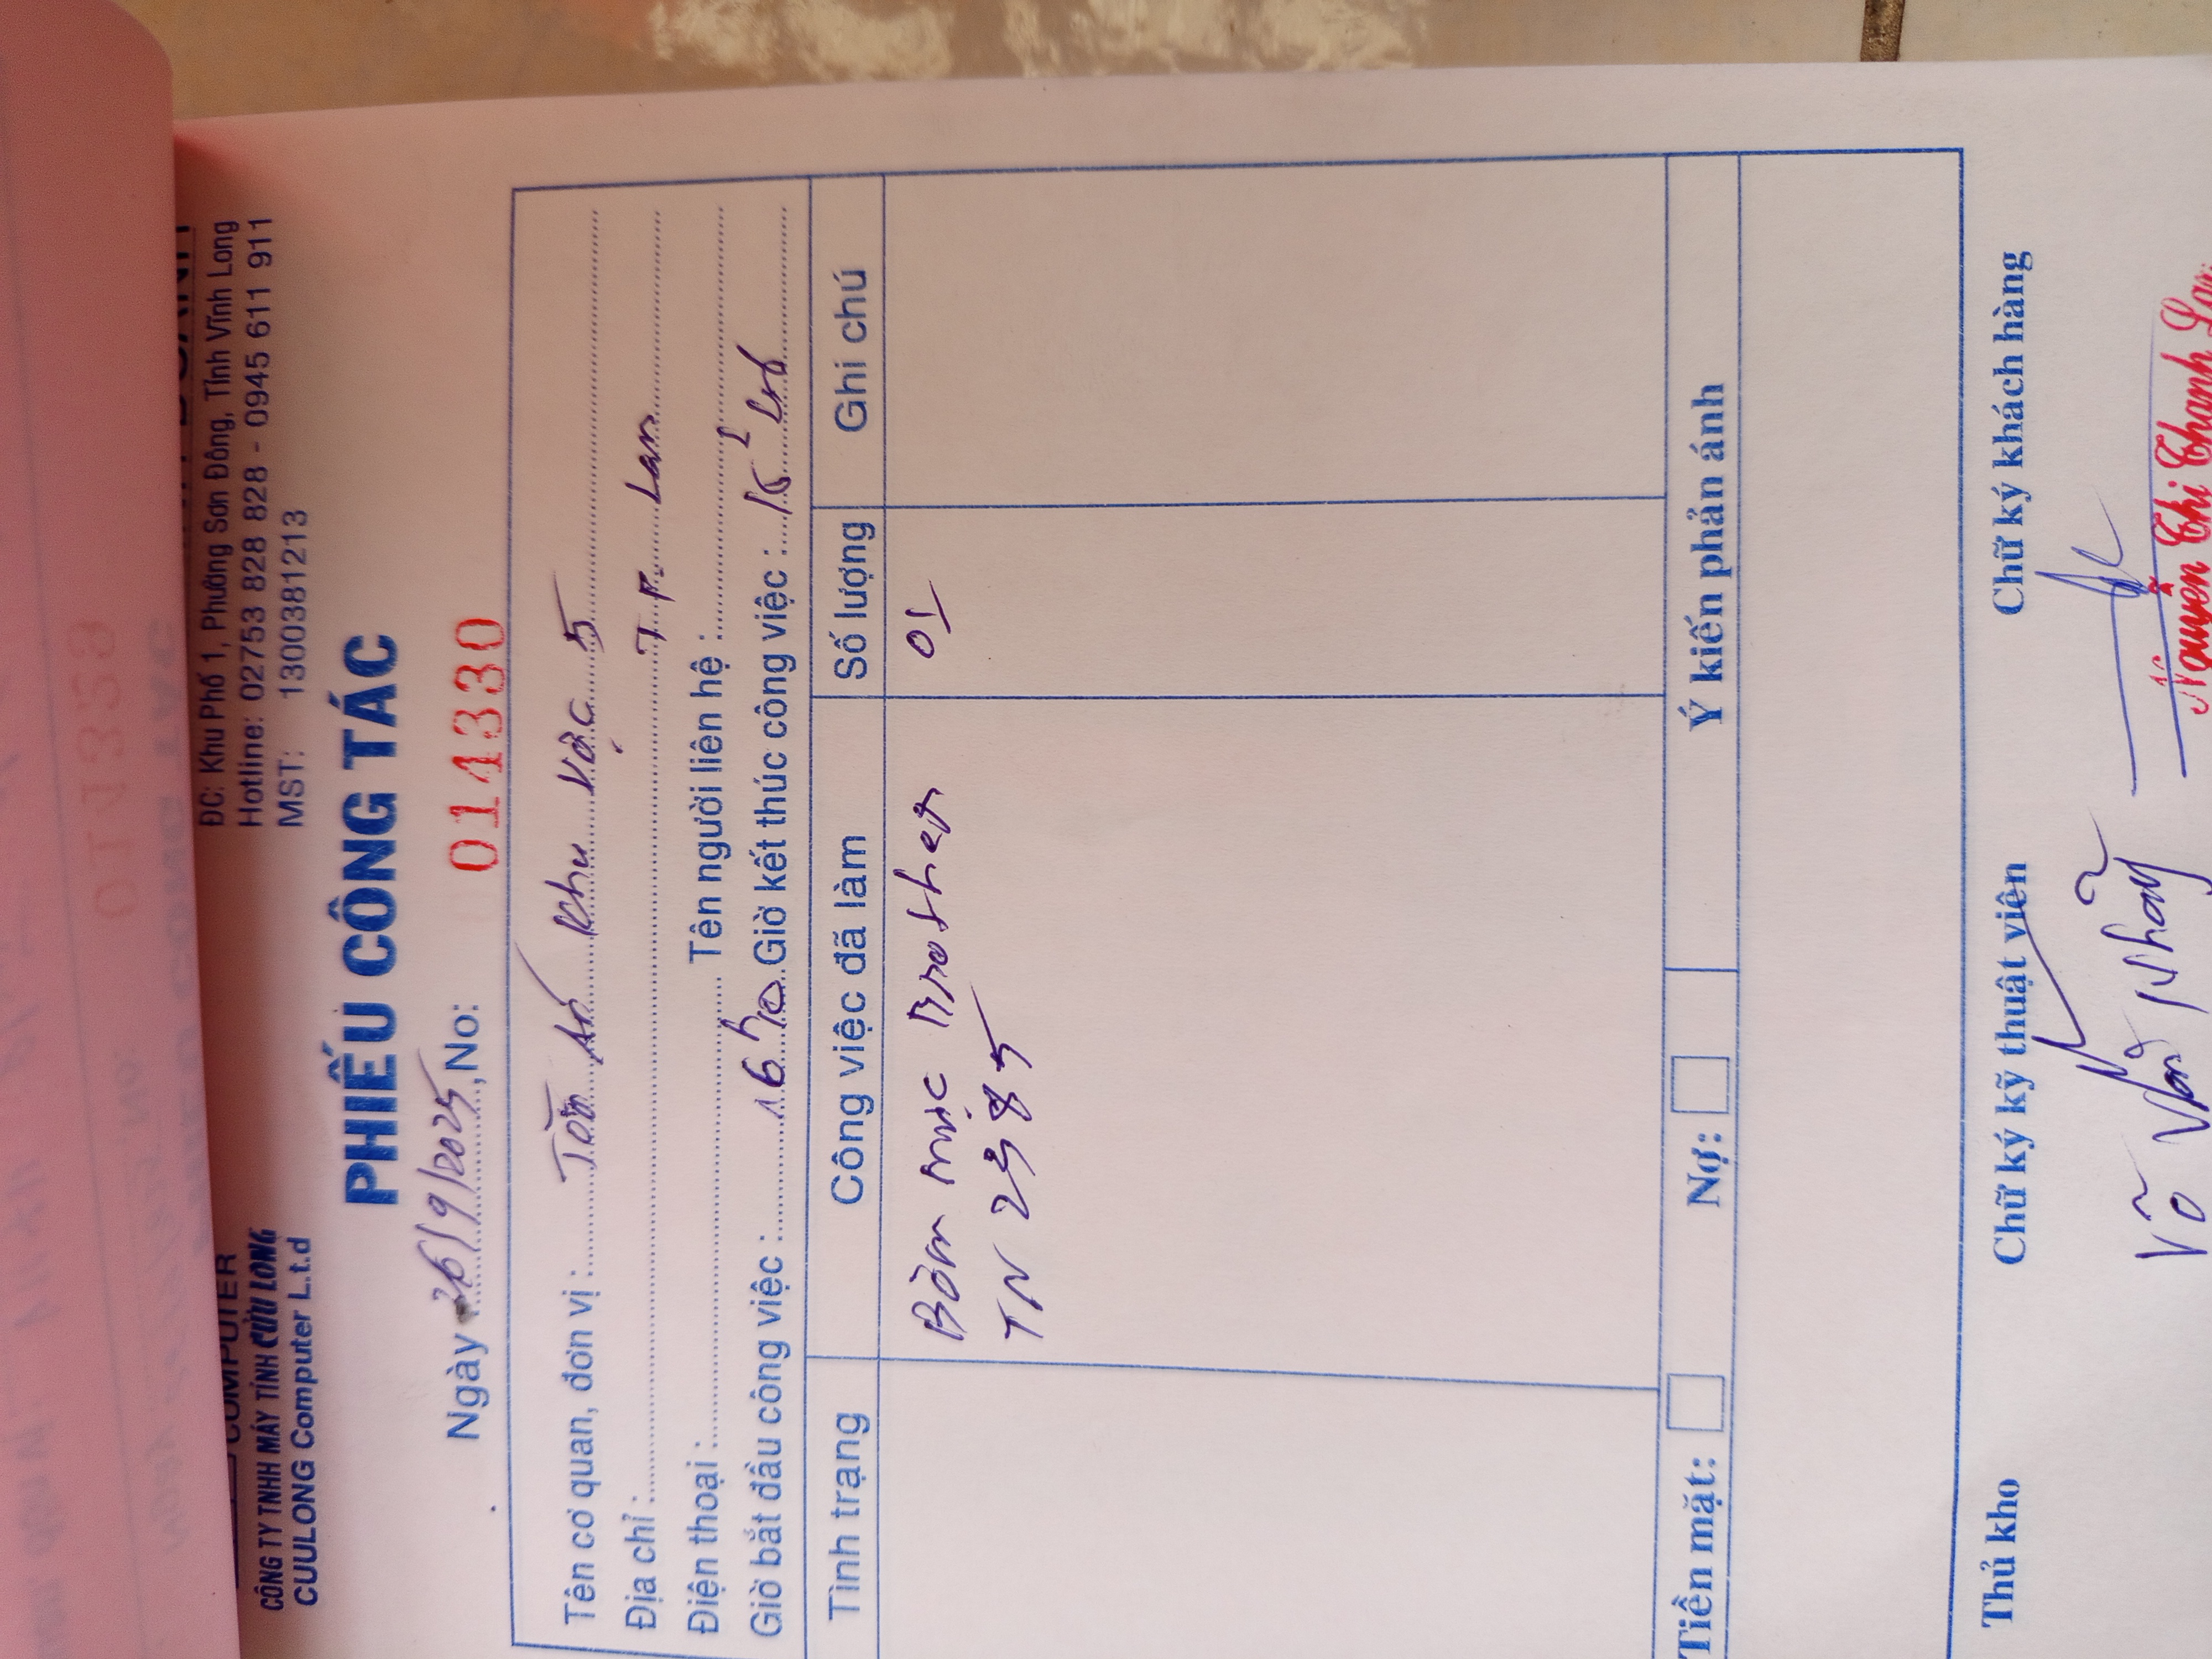 COMPUTER
CÔNG TY TNHH MÁY TÍNH CỬU LONG
CUULONG Computer L.t.d
ĐC: Khu Phố 1, Phường Sơn Đông, Tỉnh Vĩnh Long
Hotline: 02753 828 828 - 0945 611 911
MST: 1300381213
PHIẾU CÔNG TÁC
Ngày 26/9/2025, No: 014330
Tên cơ quan, đơn vị : Toà Án Khu Vực 5
Địa chỉ : T.P. Lan
Điện thoại : Tên người liên hệ :
Giờ bắt đầu công việc : 16h10 Giờ kết thúc công việc :
Tình trạng Công việc đã làm Số lượng Ghi chú
Bơm mực Brother 01
TN 2385
Tiền mặt: Nợ: Ý kiến phản ánh
Thủ kho Chữ ký kỹ thuật viên Chữ ký khách hàng
Võ Văn Nhẫn Nguyễn Thị Thanh Lan